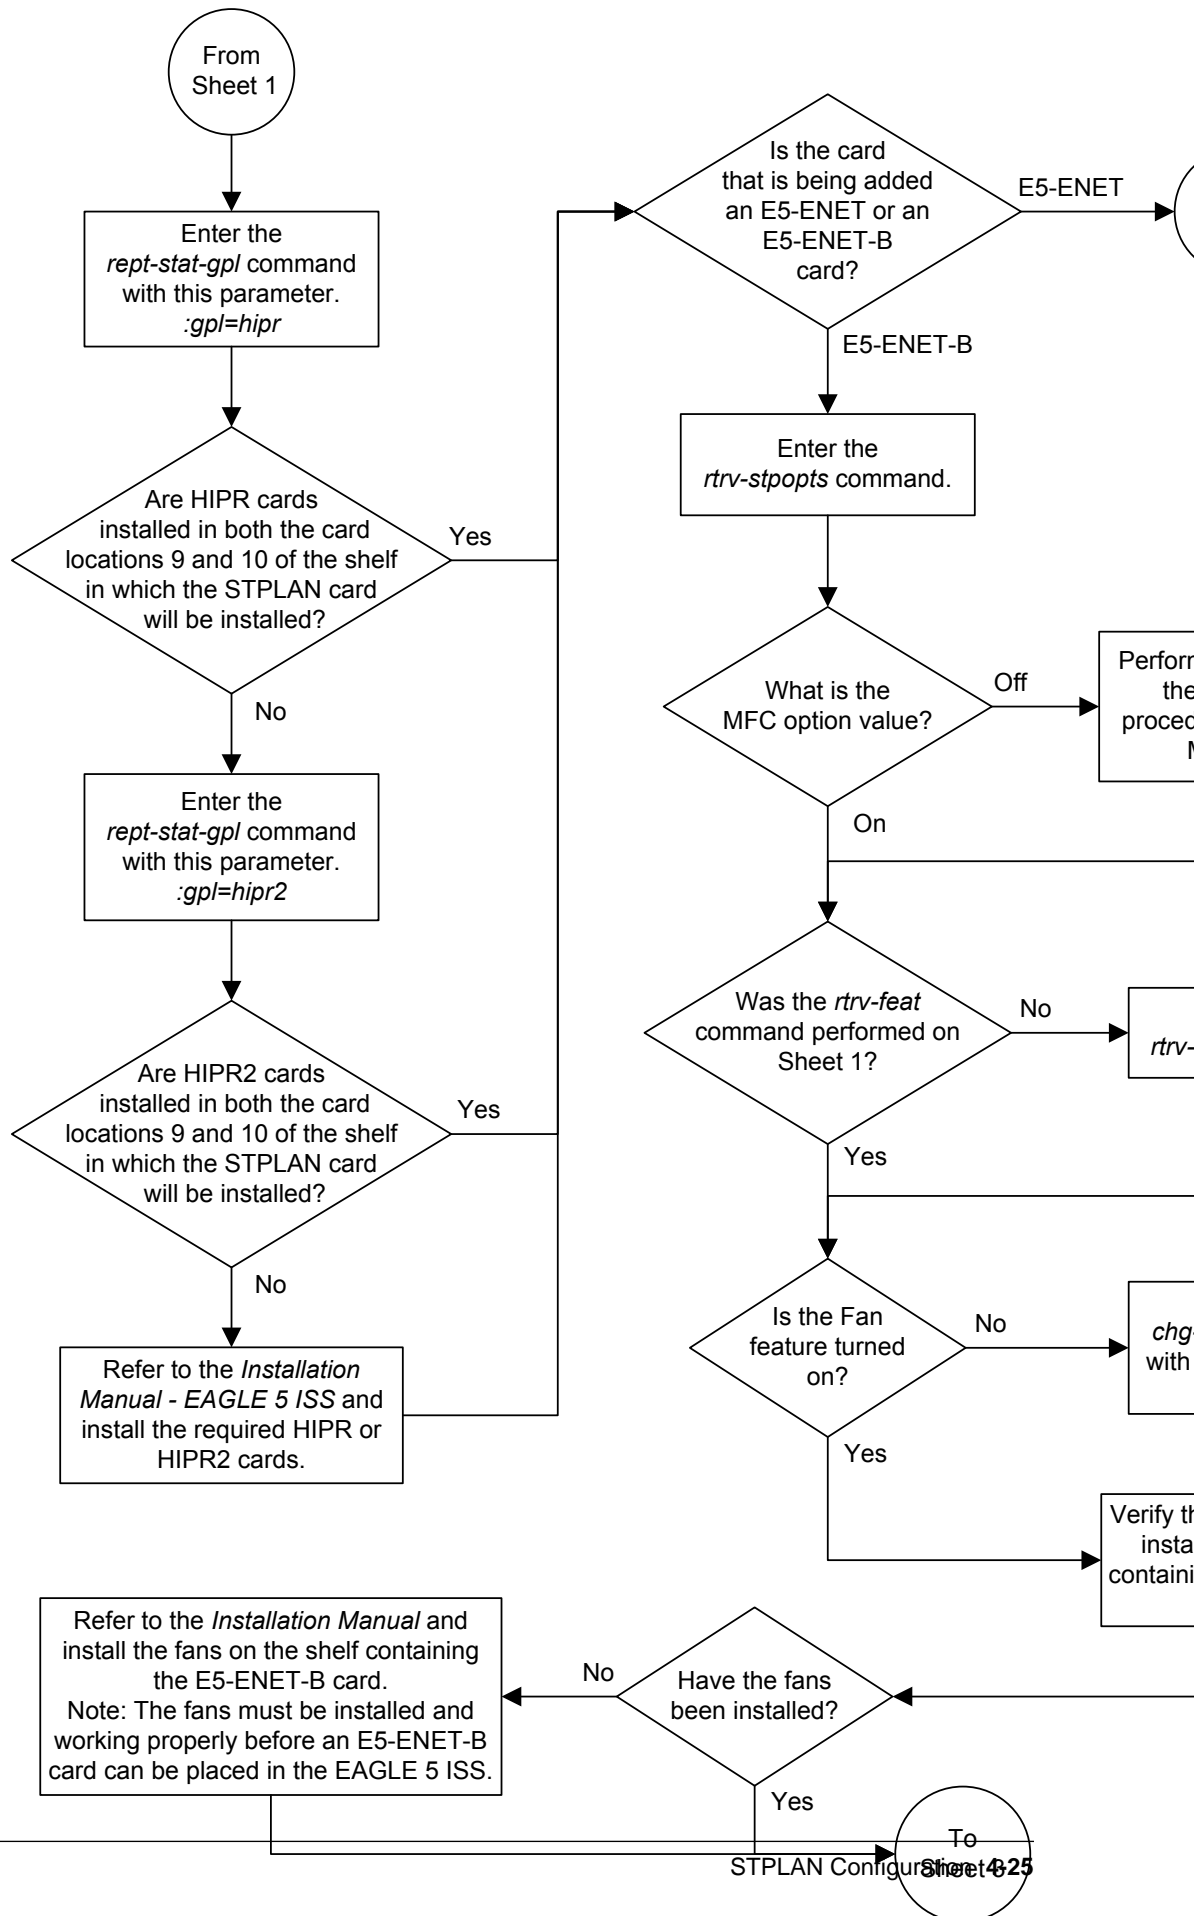 From
Sheet 1
Enter the
rept-stat-gpl command
with this parameter.
:gpl=hipr
Are HIPR cards
installed in both the card
locations 9 and 10 of the shelf
in which the STPLAN card
will be installed?
Yes
No
Enter the
rept-stat-gpl command
with this parameter.
:gpl=hipr2
Are HIPR2 cards
installed in both the card
locations 9 and 10 of the shelf
in which the STPLAN card
will be installed?
Yes
No
Refer to the Installation
Manual - EAGLE 5 ISS and
install the required HIPR or
HIPR2 cards.
Is the card
that is being added
an E5-ENET or an
E5-ENET-B
card?
E5-ENET
E5-ENET-B
Enter the
rtrv-stpopts command.
What is the
MFC option value?
Off
the
On
Was the rtrv-feat
command performed on
Sheet 1?
No
rtrv-
Yes
Is the Fan
feature turned
on?
No
chg-
with
Yes
Verify
Have the fans
been installed?
No
Yes
Refer to the Installation Manual and
install the fans on the shelf containing
the E5-ENET-B card.
Note: The fans must be installed and
working properly before an E5-ENET-B
card can be placed in the EAGLE 5 ISS.
To
Sheet 3
STPLAN Configuration 4-25